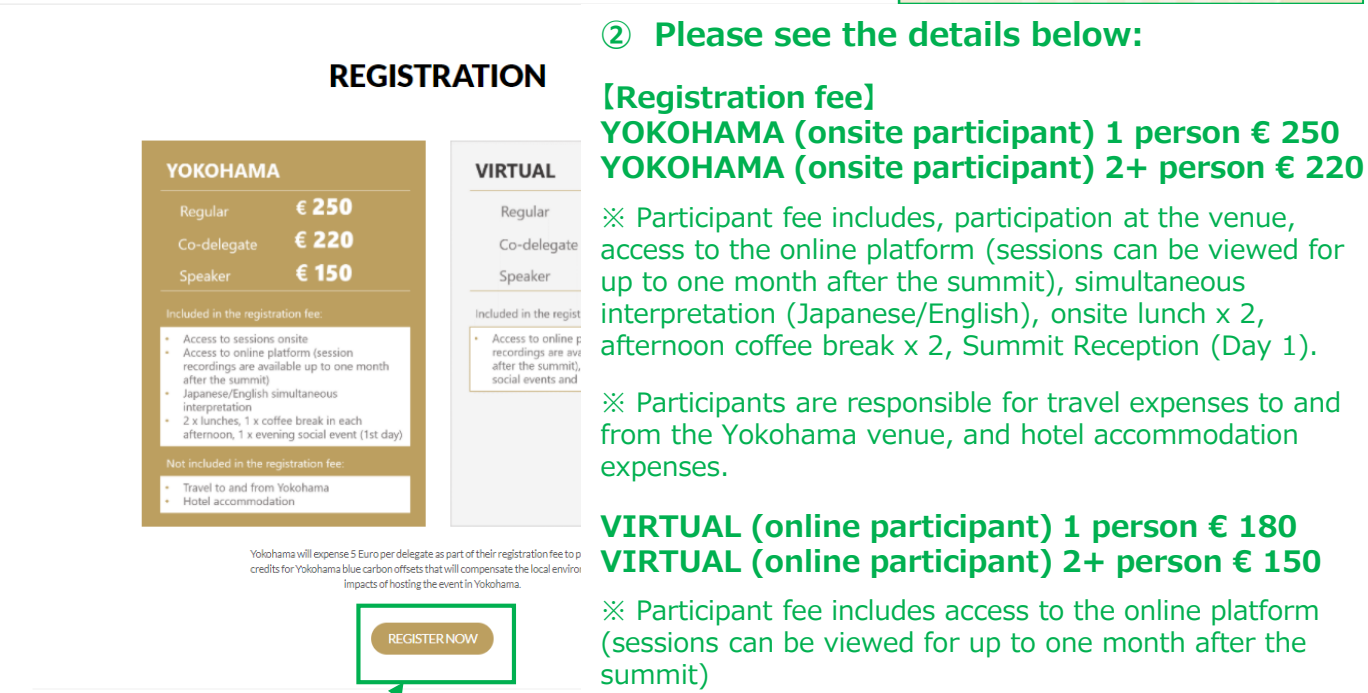 REGISTRATION
YOKOHAMA
Regular € 250
Co-delegate € 220
Speaker € 150
Included in the registration fee:
• Access to sessions onsite
• Access to online platform (session
recordings are available up to one month
after the summit)
• Japanese/English simultaneous
interpretation
• 2 x lunches, 1 x coffee break in each
afternoon, 1 x evening social event (1st day)
Not included in the registration fee:
• Travel to and from Yokohama
• Hotel accommodation
VIRTUAL
Regular
Co-delegate
Speaker
Included in the regist
• Access to online p
recordings are ava
after the summit),
social events and
Yokohama will expense 5 Euro per delegate as part of their registration fee to p
credits for Yokohama blue carbon offsets that will compensate the local enviro
impacts of hosting the event in Yokohama.
REGISTER NOW
② Please see the details below:
【Registration fee】
YOKOHAMA (onsite participant) 1 person € 250
YOKOHAMA (onsite participant) 2+ person € 220
※ Participant fee includes, participation at the venue,
access to the online platform (sessions can be viewed for
up to one month after the summit), simultaneous
interpretation (Japanese/English), onsite lunch x 2,
afternoon coffee break x 2, Summit Reception (Day 1).
※ Participants are responsible for travel expenses to and
from the Yokohama venue, and hotel accommodation
expenses.
VIRTUAL (online participant) 1 person € 180
VIRTUAL (online participant) 2+ person € 150
※ Participant fee includes access to the online platform
(sessions can be viewed for up to one month after the
summit)